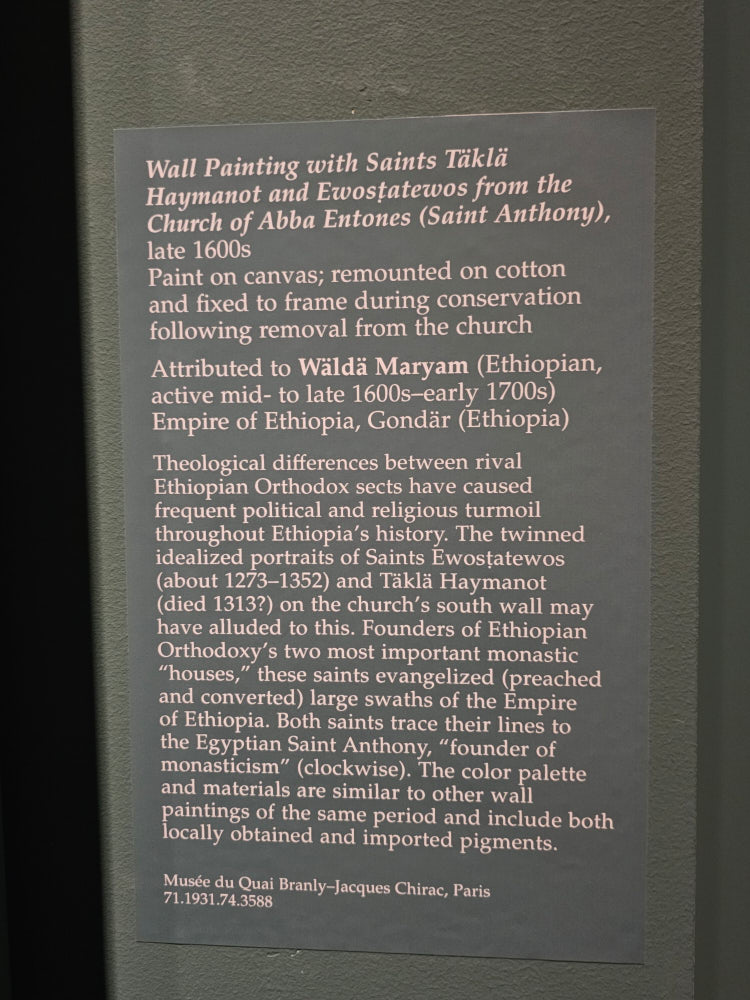 Wall Painting with Saints Täklä
Haymanot and Ewosṭatewos from the
Church of Abba Entones (Saint Anthony),
late 1600s
Paint on canvas; remounted on cotton
and fixed to frame during conservation
following removal from the church
Attributed to Wäldä Maryam (Ethiopian,
active mid- to late 1600s–early 1700s)
Empire of Ethiopia, Gondär (Ethiopia)
Theological differences between rival
Ethiopian Orthodox sects have caused
frequent political and religious turmoil
throughout Ethiopia's history. The twinned
idealized portraits of Saints Ewosṭatewos
(about 1273–1352) and Täklä Haymanot
(died 1313?) on the church's south wall may
have alluded to this. Founders of Ethiopian
Orthodoxy's two most important monastic
“houses,” these saints evangelized (preached
and converted) large swaths of the Empire
of Ethiopia. Both saints trace their lines to
the Egyptian Saint Anthony, “founder of
monasticism” (clockwise). The color palette
and materials are similar to other wall
paintings of the same period and include both
locally obtained and imported pigments.
Musée du Quai Branly–Jacques Chirac, Paris
71.1931.74.3588